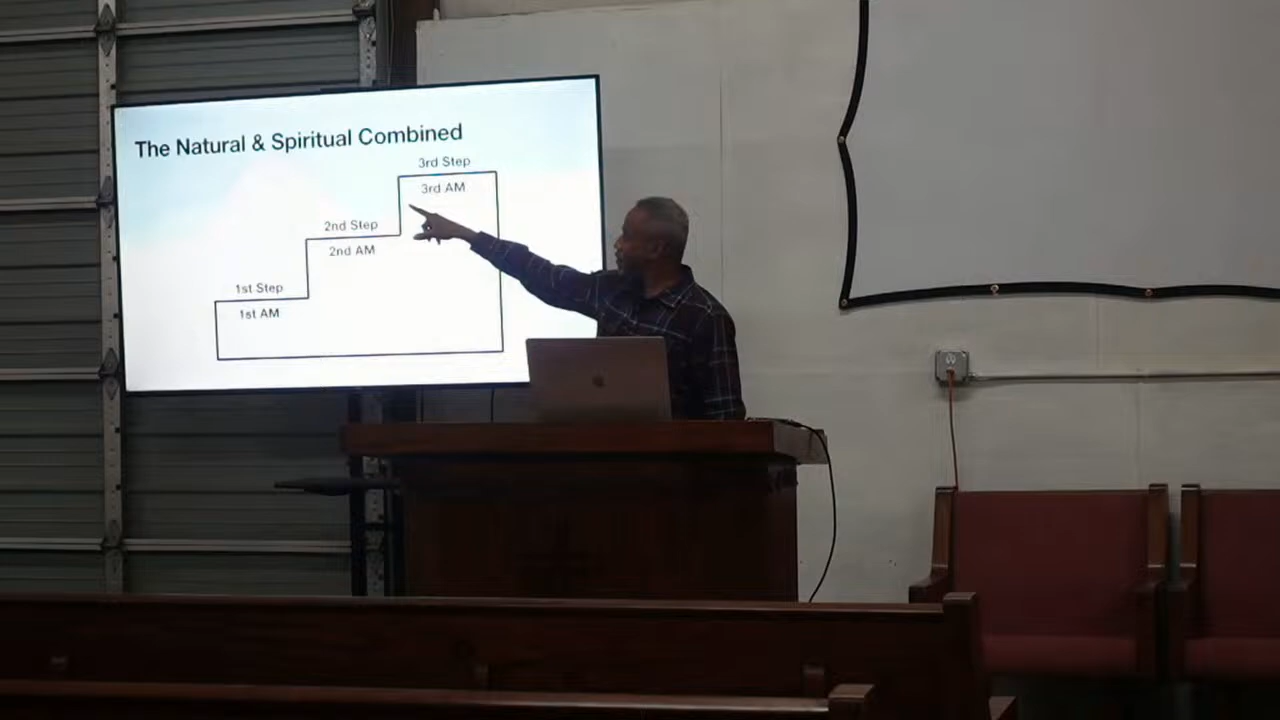 The Natural & Spiritual Combined
3rd Step
3rd AM
2nd Step
2nd AM
1st Step
1st AM